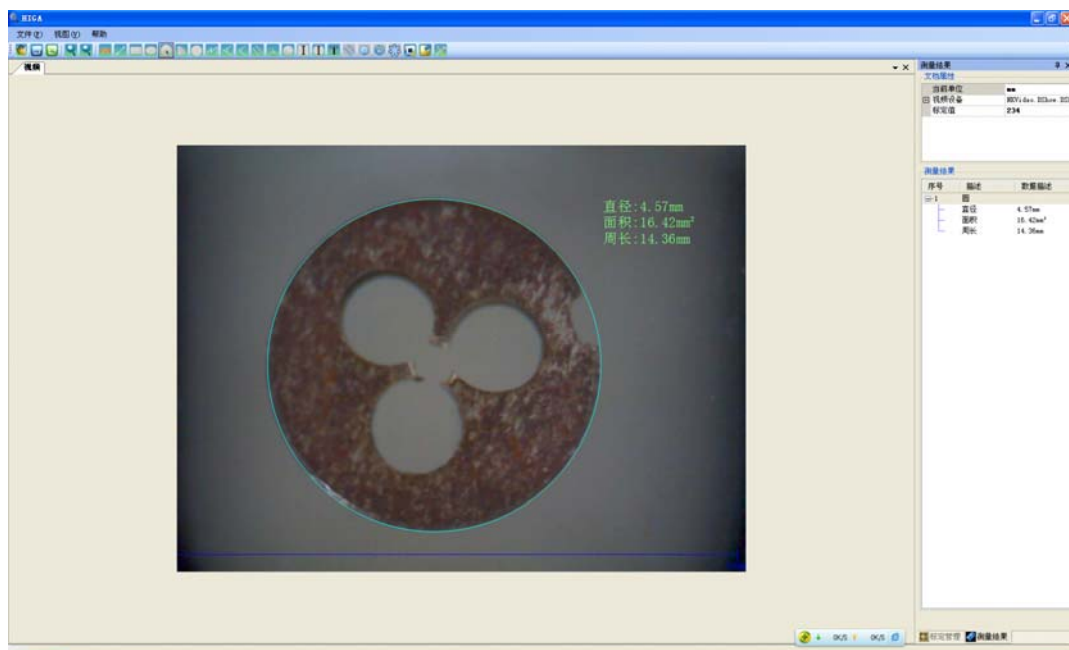 HIGA
文件(F) 视图(V) 帮助
视频
测量结果
文档属性
当前单位 mm
视频设备
标定值 234
直径:4.57mm
面积:16.42mm²
周长:14.36mm
测量结果
序号 描述 数据描述
1 圆
直径 4.57mm
面积 16.42mm²
周长 14.36mm
0K/S 0K/S
标定管理 测量结果